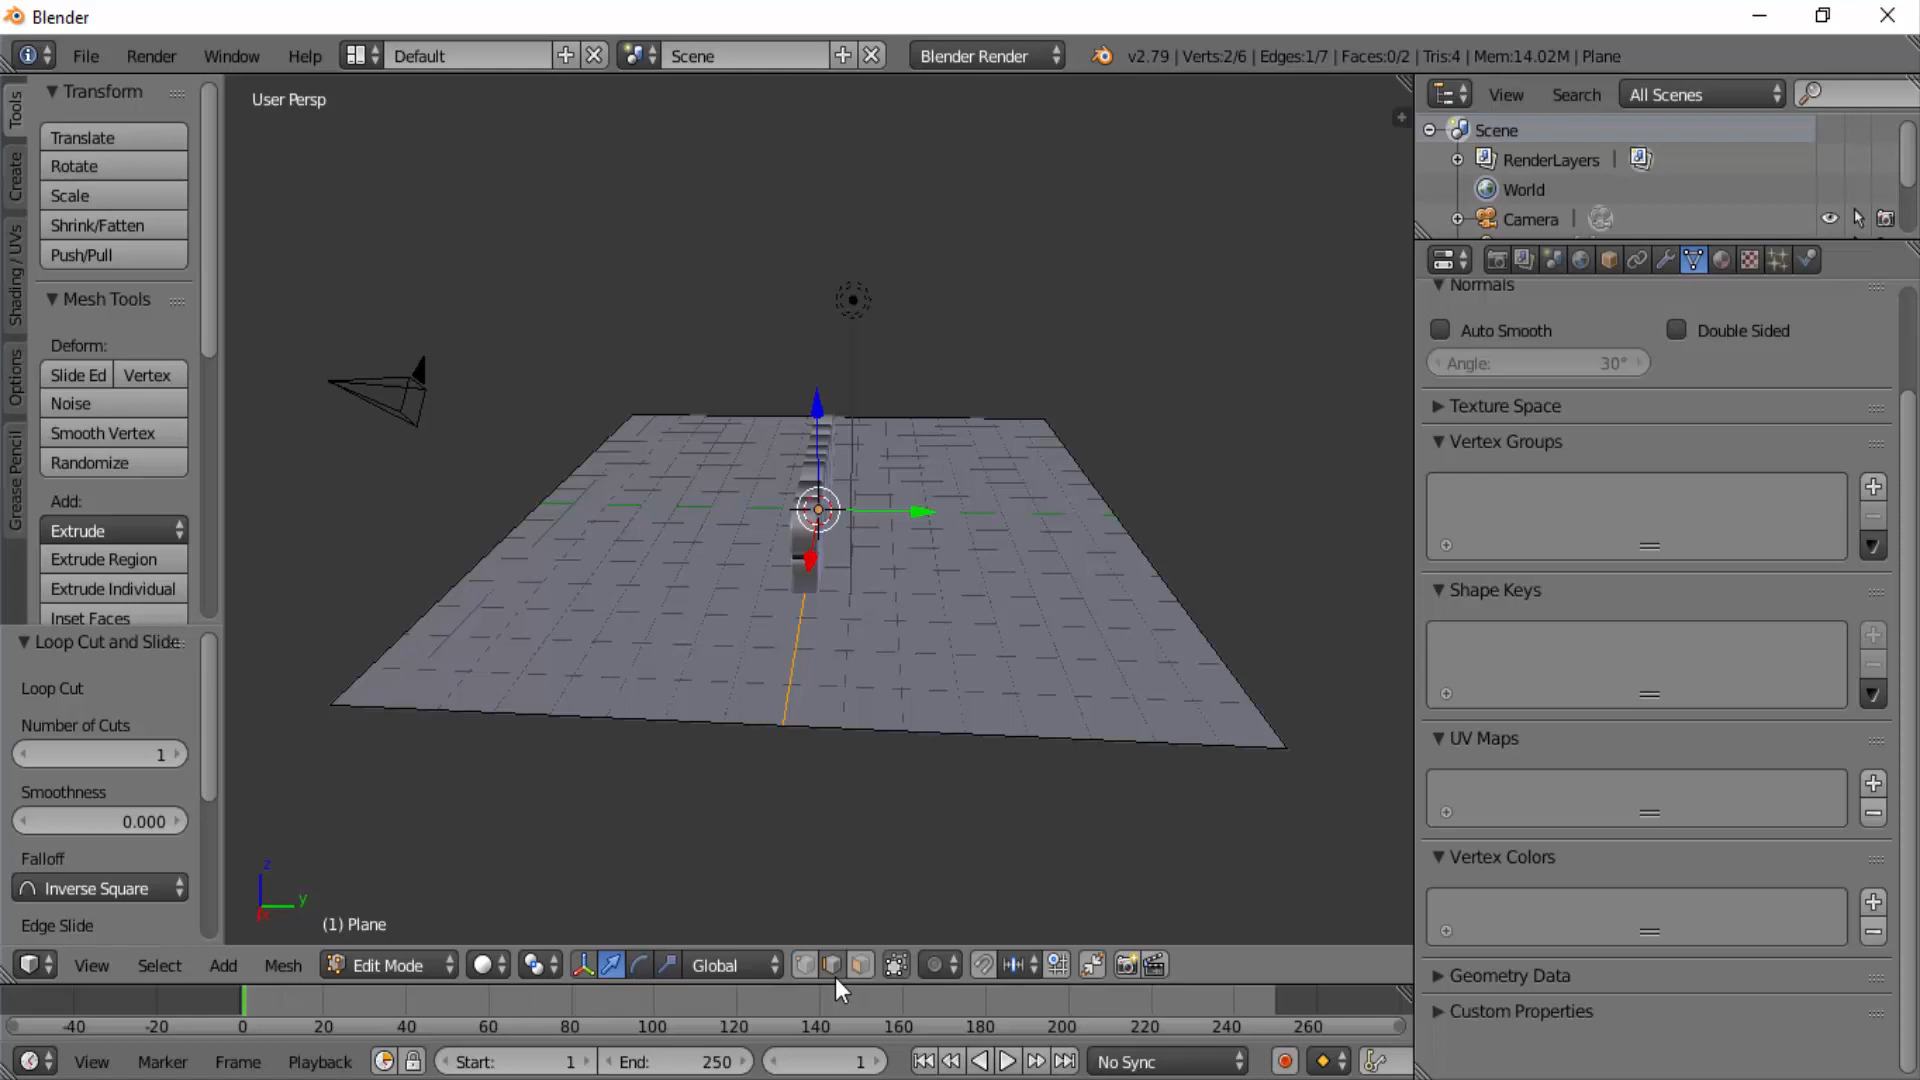 Blender
File Render Window Help Default Scene Blender Render v2.79 | Verts:2/6 | Edges:1/7 | Faces:0/2 | Tris:4 | Mem:14.02M | Plane
Tools
Create
Shading / UVs
Options
Grease Pencil
Transform
Translate
Rotate
Scale
Shrink/Fatten
Push/Pull
Mesh Tools
Deform:
Slide Ed Vertex
Noise
Smooth Vertex
Randomize
Add:
Extrude
Extrude Region
Extrude Individual
Inset Faces
Loop Cut and Slide
Loop Cut
Number of Cuts
1
Smoothness
0.000
Falloff
Inverse Square
Edge Slide
User Persp
z
y
x
(1) Plane
View Search All Scenes
Scene
RenderLayers |
World
Camera |
Normals
Auto Smooth Double Sided
Angle: 30°
Texture Space
Vertex Groups
Shape Keys
UV Maps
Vertex Colors
Geometry Data
Custom Properties
View Select Add Mesh Edit Mode Global
-40 -20 0 20 40 60 80 100 120 140 160 180 200 220 240 260
View Marker Frame Playback Start: 1 End: 250 1 No Sync